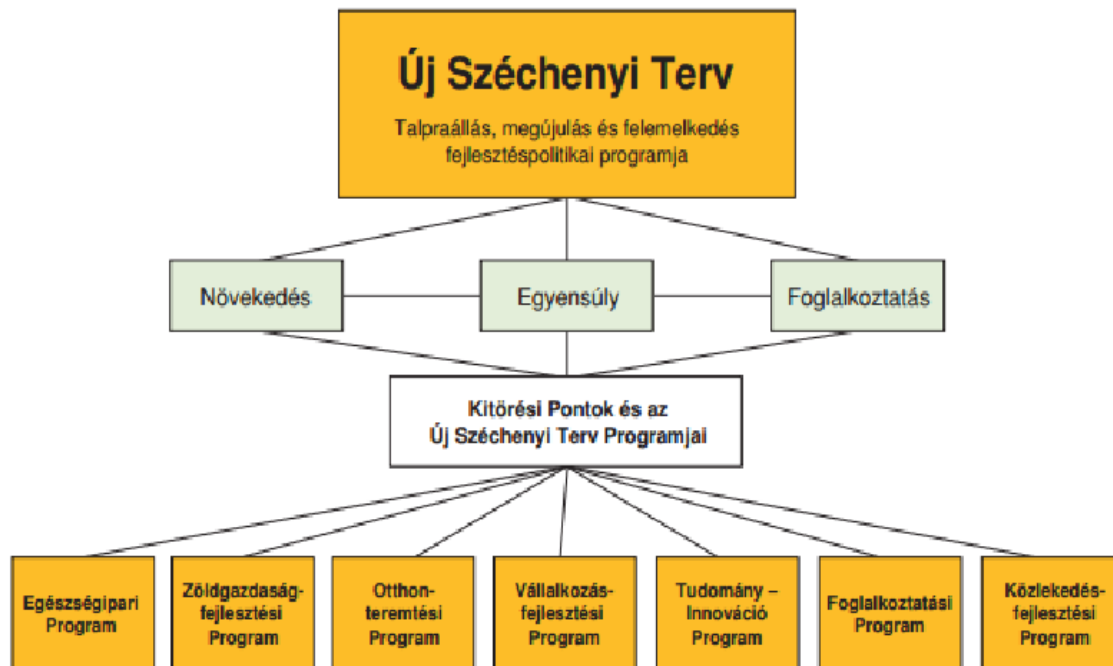 Új Széchenyi Terv
Talpraállás, megújulás és felemelkedés
fejlesztéspolitikai programja
Növekedés
Egyensúly
Foglalkoztatás
Kitörési Pontok és az
Új Széchenyi Terv Programjai
Egészségipari
Program
Zöldgazdaság-
fejlesztési
Program
Otthon-
teremtési
Program
Vállalkozás-
fejlesztési
Program
Tudomány –
Innováció
Program
Foglalkoztatási
Program
Közlekedés-
fejlesztési
Program